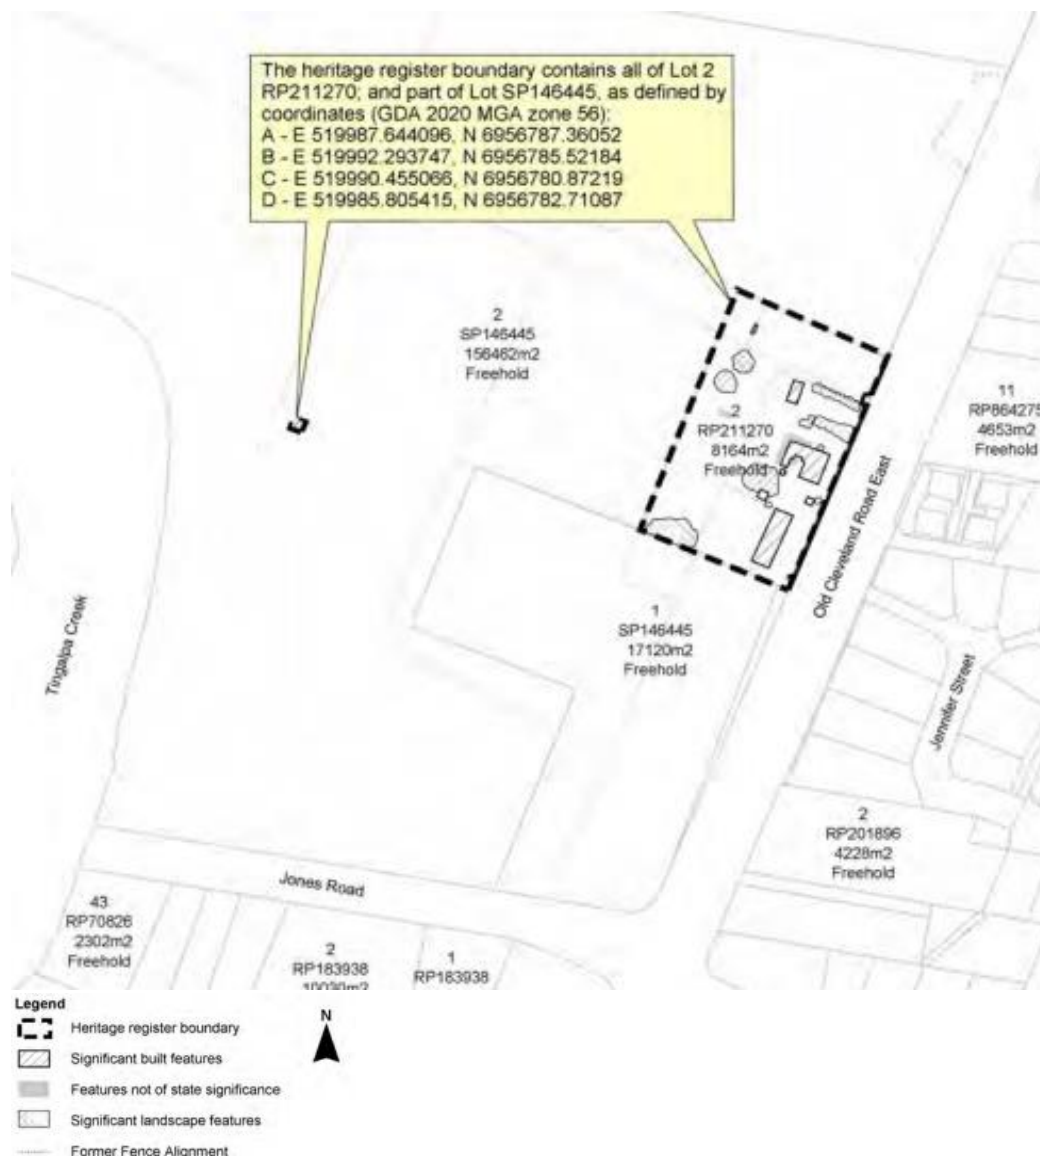 The heritage register boundary contains all of Lot 2
RP211270; and part of Lot SP146445, as defined by
coordinates (GDA 2020 MGA zone 56):
A - E 519987.644096, N 6956787.36052
B - E 519992.293747, N 6956785.52184
C - E 519990.455066, N 6956780.87219
D - E 519985.805415, N 6956782.71087
2
SP146445
156462m2
Freehold
11
RP864275
4653m2
Freehold
2
RP211270
8164m2
Freehold
Old Cleveland Road East
Tingalpa Creek
1
SP146445
17120m2
Freehold
Jennifer Street
2
RP201896
4228m2
Freehold
Jones Road
43
RP70826
2302m2
Freehold
2
RP183938
10030m2
1
RP183938
Legend
N
Heritage register boundary
Significant built features
Features not of state significance
Significant landscape features
Former Fence Alignment